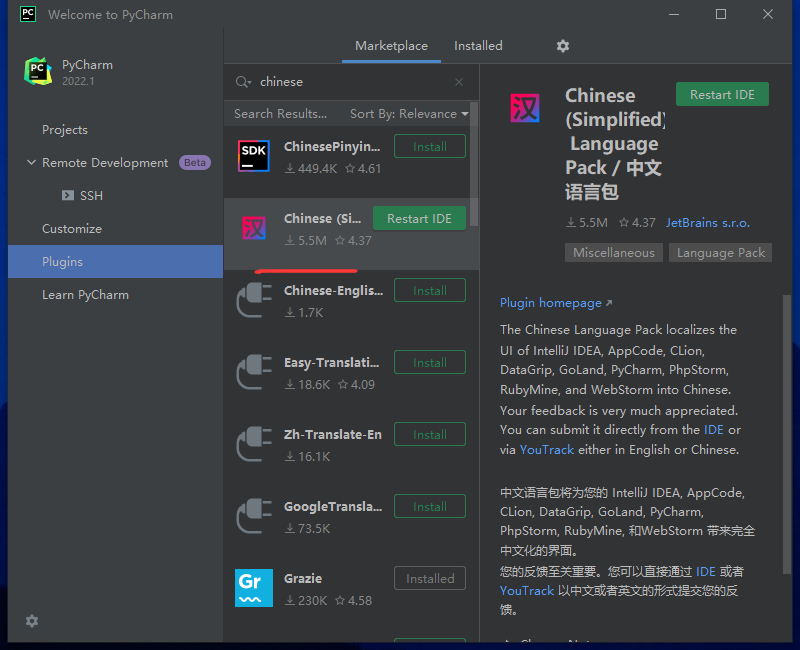 PC Welcome to PyCharm
PC
PyCharm
2022.1
Projects
Remote Development Beta
SSH
Customize
Plugins
Learn PyCharm
Marketplace Installed
chinese
Search Results... Sort By: Relevance
SDK
ChinesePinyin... Install
449.4K 4.61
汉
Chinese (Si... Restart IDE
5.5M 4.37
Chinese-Englis... Install
1.7K
Easy-Translati... Install
18.6K 4.09
Zh-Translate-En Install
16.1K
GoogleTransla... Install
73.5K
Gr
Grazie Installed
230K 4.58
汉
Chinese
(Simplified)
Language
Pack / 中文
语言包
Restart IDE
5.5M 4.37 JetBrains s.r.o.
Miscellaneous Language Pack
Plugin homepage
The Chinese Language Pack localizes the
UI of IntelliJ IDEA, AppCode, CLion,
DataGrip, GoLand, PyCharm, PhpStorm,
RubyMine, and WebStorm into Chinese.
Your feedback is very much appreciated.
You can submit it directly from the IDE or
via YouTrack either in English or Chinese.
中文语言包将为您的 IntelliJ IDEA, AppCode,
CLion, DataGrip, GoLand, PyCharm,
PhpStorm, RubyMine, 和WebStorm 带来完全
中文化的界面。
您的反馈至关重要。您可以直接通过 IDE 或者
YouTrack 以中文或者英文的形式提交您的反
馈。